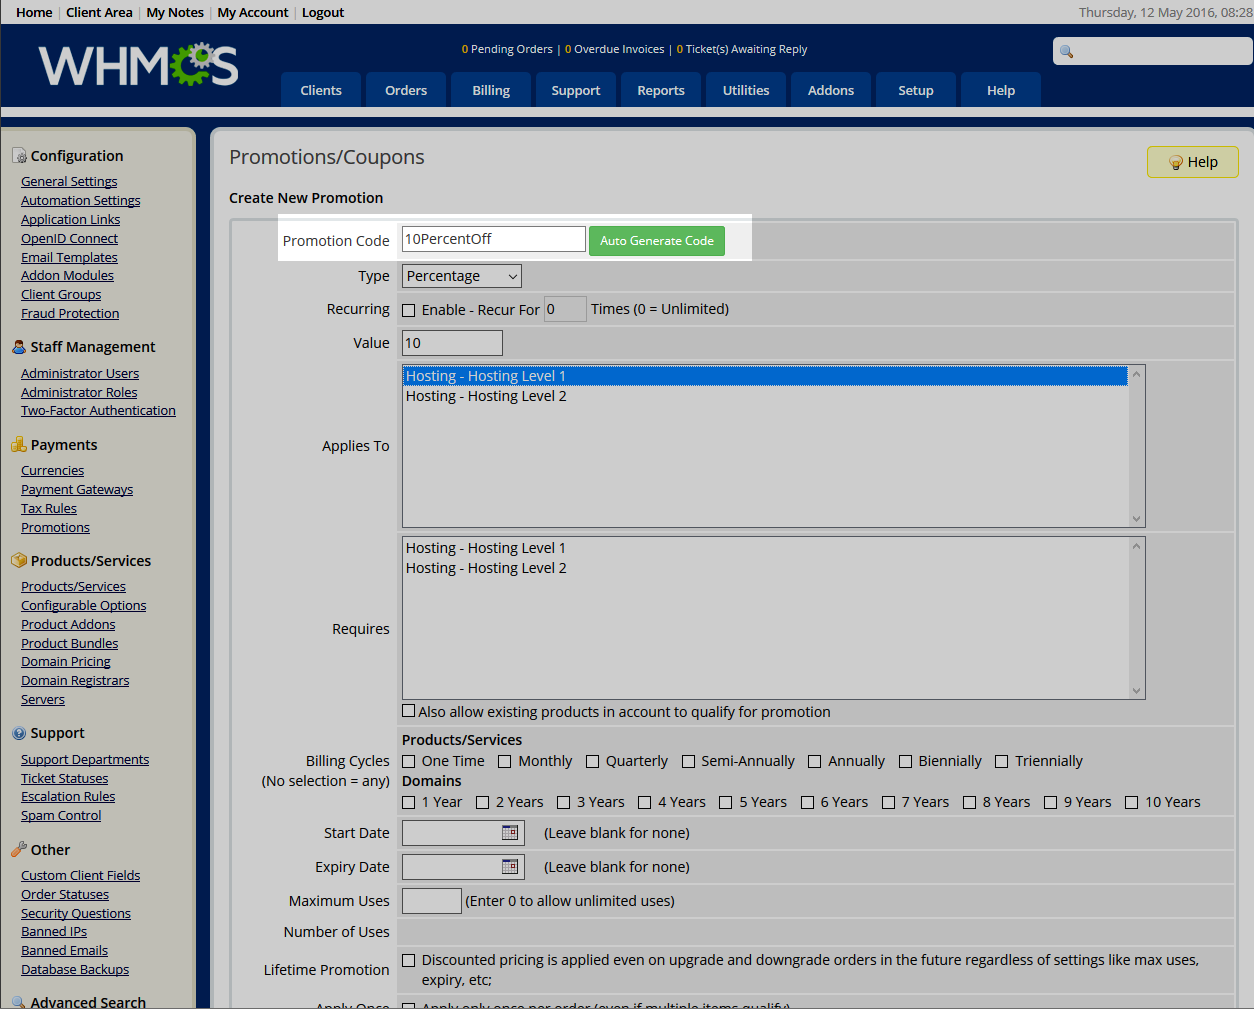 Home | Client Area | My Notes | My Account | Logout
Thursday, 12 May 2016, 08:28
WHMCS
0 Pending Orders | 0 Overdue Invoices | 0 Ticket(s) Awaiting Reply
Clients Orders Billing Support Reports Utilities Addons Setup Help
Configuration
General Settings
Automation Settings
Application Links
OpenID Connect
Email Templates
Addon Modules
Client Groups
Fraud Protection
Staff Management
Administrator Users
Administrator Roles
Two-Factor Authentication
Payments
Currencies
Payment Gateways
Tax Rules
Promotions
Products/Services
Products/Services
Configurable Options
Product Addons
Product Bundles
Domain Pricing
Domain Registrars
Servers
Support
Support Departments
Ticket Statuses
Escalation Rules
Spam Control
Other
Custom Client Fields
Order Statuses
Security Questions
Banned IPs
Banned Emails
Database Backups
Advanced Search
Promotions/Coupons
Help
Create New Promotion
Promotion Code 10PercentOff Auto Generate Code
Type Percentage
Recurring Enable - Recur For 0 Times (0 = Unlimited)
Value 10
Applies To
Hosting - Hosting Level 1
Hosting - Hosting Level 2
Requires
Hosting - Hosting Level 1
Hosting - Hosting Level 2
Also allow existing products in account to qualify for promotion
Billing Cycles
(No selection = any)
Products/Services
One Time Monthly Quarterly Semi-Annually Annually Biennially Triennially
Domains
1 Year 2 Years 3 Years 4 Years 5 Years 6 Years 7 Years 8 Years 9 Years 10 Years
Start Date (Leave blank for none)
Expiry Date (Leave blank for none)
Maximum Uses (Enter 0 to allow unlimited uses)
Number of Uses
Lifetime Promotion Discounted pricing is applied even on upgrade and downgrade orders in the future regardless of settings like max uses,
expiry, etc;
Apply Once Apply only once per order (even if multiple items qualify)